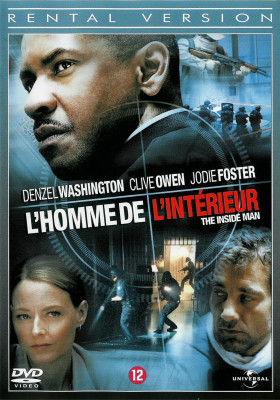 RENTAL VERSION
DENZEL WASHINGTON CLIVE OWEN JODIE FOSTER
L'HOMME DE L'INTÉRIEUR
THE INSIDE MAN
DVD
VIDEO
12
UNIVERSAL